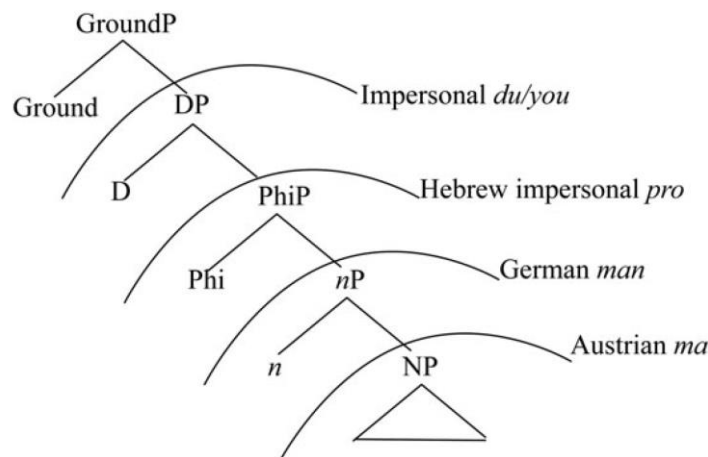 GroundP
Ground
DP
Impersonal du/you
D
PhiP
Hebrew impersonal pro
Phi
nP
German man
n
NP
Austrian ma